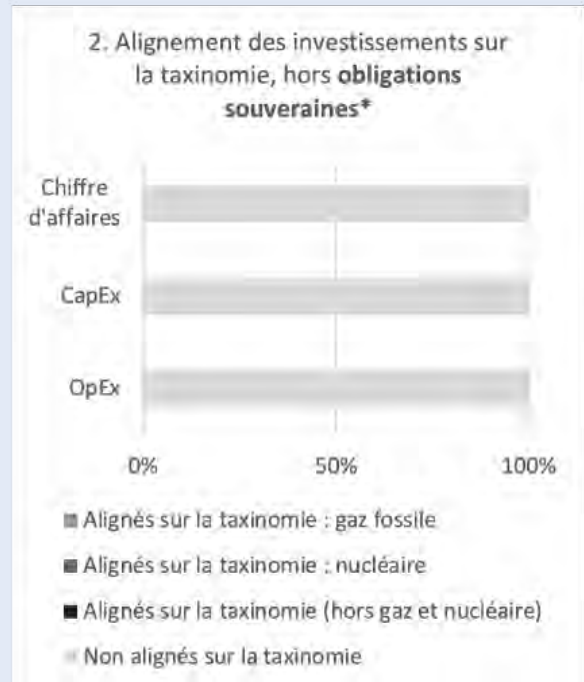 2. Alignement des investissements sur
la taxinomie, hors obligations
souveraines*
Chiffre
d'affaires
CapEx
OpEx
0% 50% 100%
Alignés sur la taxinomie : gaz fossile
Alignés sur la taxinomie : nucléaire
Alignés sur la taxinomie (hors gaz et nucléaire)
Non alignés sur la taxinomie